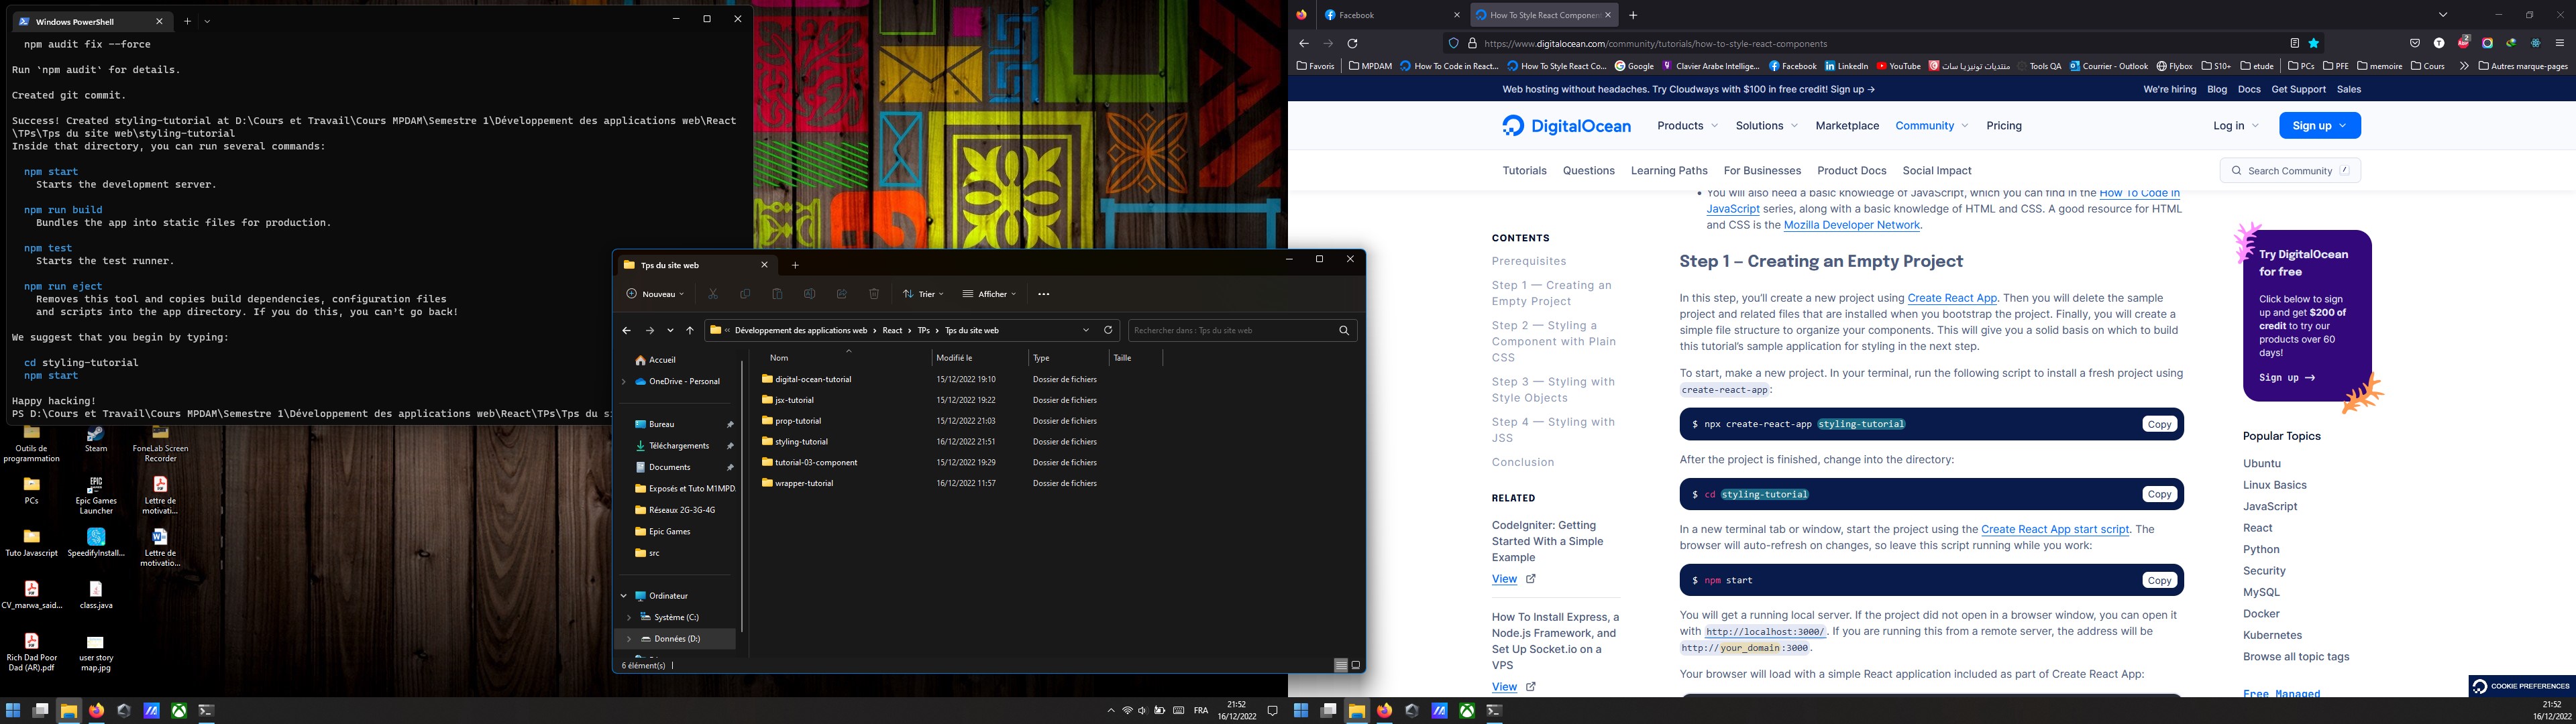 Windows PowerShell
npm audit fix --force
Run `npm audit` for details.
Created git commit.
Success! Created styling-tutorial at D:\Cours et Travail\Cours MPDAM\Semestre 1\Développement des applications web\React
\TPs\Tps du site web\styling-tutorial
Inside that directory, you can run several commands:
npm start
Starts the development server.
npm run build
Bundles the app into static files for production.
npm test
Starts the test runner.
npm run eject
Removes this tool and copies build dependencies, configuration files
and scripts into the app directory. If you do this, you can't go back!
We suggest that you begin by typing:
cd styling-tutorial
npm start
Happy hacking!
PS D:\Cours et Travail\Cours MPDAM\Semestre 1\Développement des applications web\React\TPs\Tps du si
Outils de
programmation
Steam
FoneLab Screen
Recorder
PCs
Epic Games
Launcher
Lettre de
motivati...
Tuto Javascript
SpeedifyInstall...
Lettre de
motivatio...
CV_marwa_said...
class.java
Rich Dad Poor
Dad (AR).pdf
user story
map.jpg
Tps du site web
Nouveau
Trier
Afficher
Développement des applications web > React > TPs > Tps du site web
Rechercher dans : Tps du site web
Accueil
OneDrive - Personal
Bureau
Téléchargements
Documents
Exposés et Tuto M1MPD
Réseaux 2G-3G-4G
Epic Games
src
Ordinateur
Système (C:)
Données (D:)
Nom Modifié le Type Taille
digital-ocean-tutorial 15/12/2022 19:10 Dossier de fichiers
jsx-tutorial 15/12/2022 19:22 Dossier de fichiers
prop-tutorial 15/12/2022 21:03 Dossier de fichiers
styling-tutorial 16/12/2022 21:51 Dossier de fichiers
tutorial-03-component 15/12/2022 19:29 Dossier de fichiers
wrapper-tutorial 16/12/2022 11:57 Dossier de fichiers
6 élément(s)
FRA
21:52
16/12/2022
Facebook
How To Style React Componen
https://www.digitalocean.com/community/tutorials/how-to-style-react-components
Favoris MPDAM How To Code in React... How To Style React Co... Google Clavier Arabe Intellige... Facebook LinkedIn YouTube منتديات تونيزيا سات Tools QA Courrier - Outlook Flybox S10+ etude PCs PFE memoire Cours Autres marque-pages
Web hosting without headaches. Try Cloudways with $100 in free credit! Sign up →
We're hiring Blog Docs Get Support Sales
DigitalOcean
Products Solutions Marketplace Community Pricing
Log in Sign up
Tutorials Questions Learning Paths For Businesses Product Docs Social Impact
Search Community /
CONTENTS
Prerequisites
Step 1 — Creating an
Empty Project
Step 2 — Styling a
Component with Plain
CSS
Step 3 — Styling with
Style Objects
Step 4 — Styling with
JSS
Conclusion
RELATED
CodeIgniter: Getting
Started With a Simple
Example
View
How To Install Express, a
Node.js Framework, and
Set Up Socket.io on a
VPS
View
You will also need a basic knowledge of JavaScript, which you can find in the How To Code in
JavaScript series, along with a basic knowledge of HTML and CSS. A good resource for HTML
and CSS is the Mozilla Developer Network.
Step 1 — Creating an Empty Project
In this step, you'll create a new project using Create React App. Then you will delete the sample
project and related files that are installed when you bootstrap the project. Finally, you will create a
simple file structure to organize your components. This will give you a solid basis on which to build
this tutorial's sample application for styling in the next step.
To start, make a new project. In your terminal, run the following script to install a fresh project using
create-react-app:
$ npx create-react-app styling-tutorial
Copy
After the project is finished, change into the directory:
$ cd styling-tutorial
Copy
In a new terminal tab or window, start the project using the Create React App start script. The
browser will auto-refresh on changes, so leave this script running while you work:
$ npm start
Copy
You will get a running local server. If the project did not open in a browser window, you can open it
with http://localhost:3000/. If you are running this from a remote server, the address will be
http://your_domain:3000.
Your browser will load with a simple React application included as part of Create React App:
Try DigitalOcean
for free
Click below to sign
up and get $200 of
credit to try our
products over 60
days!
Sign up →
Popular Topics
Ubuntu
Linux Basics
JavaScript
React
Python
Security
MySQL
Docker
Kubernetes
Browse all topic tags
Free Managed
COOKIE PREFERENCES
21:52
16/12/2022